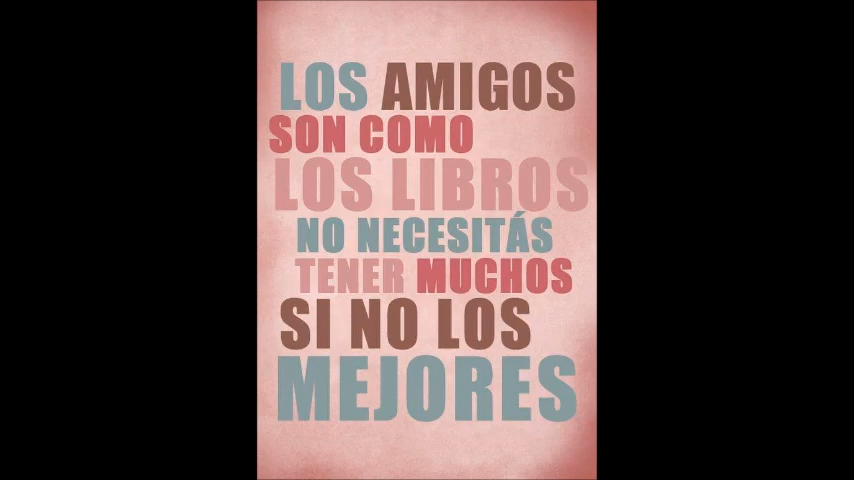 LOS AMIGOS
SON COMO
LOS LIBROS
NO NECESITÁS
TENER MUCHOS
SI NO LOS
MEJORES